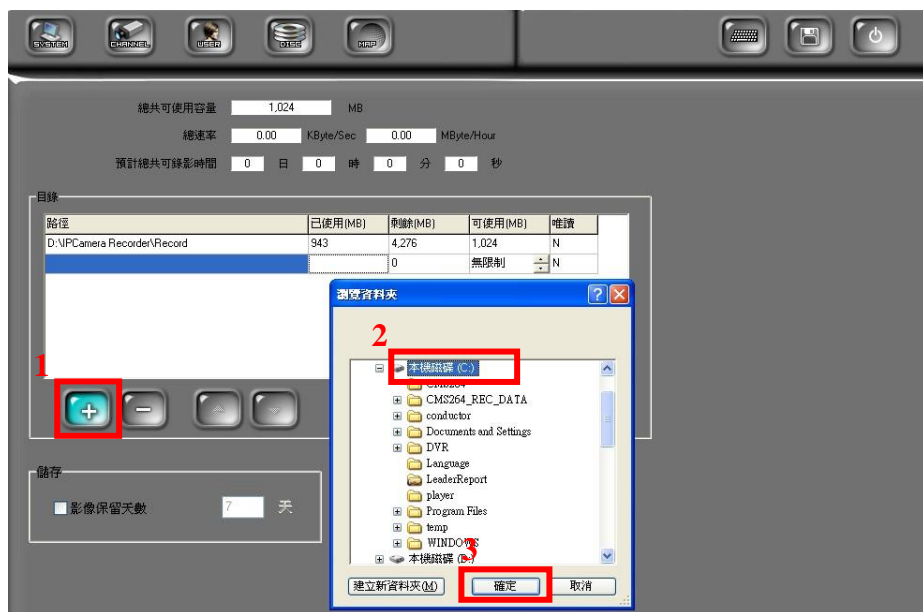 SYSTEM CHANNEL USER DISC MAP
總共可使用容量 1,024 MB
總速率 0.00 KByte/Sec 0.00 MByte/Hour
預計總共可錄影時間 0 日 0 時 0 分 0 秒
目錄
路徑 已使用(MB) 剩餘(MB) 可使用(MB) 唯讀
D:\IPCamera Recorder\Record 943 4,276 1,024 N
0 無限制 N
瀏覽資料夾
2
本機磁碟 (C:)
CMS264
CMS264_REC_DATA
1
conductor
Documents and Settings
DVR
Language
LeaderReport
player
Program Files
temp
WINDOWS
3
本機磁碟 (D:)
建立新資料夾(M) 確定 取消
儲存
影像保留天數 7 天